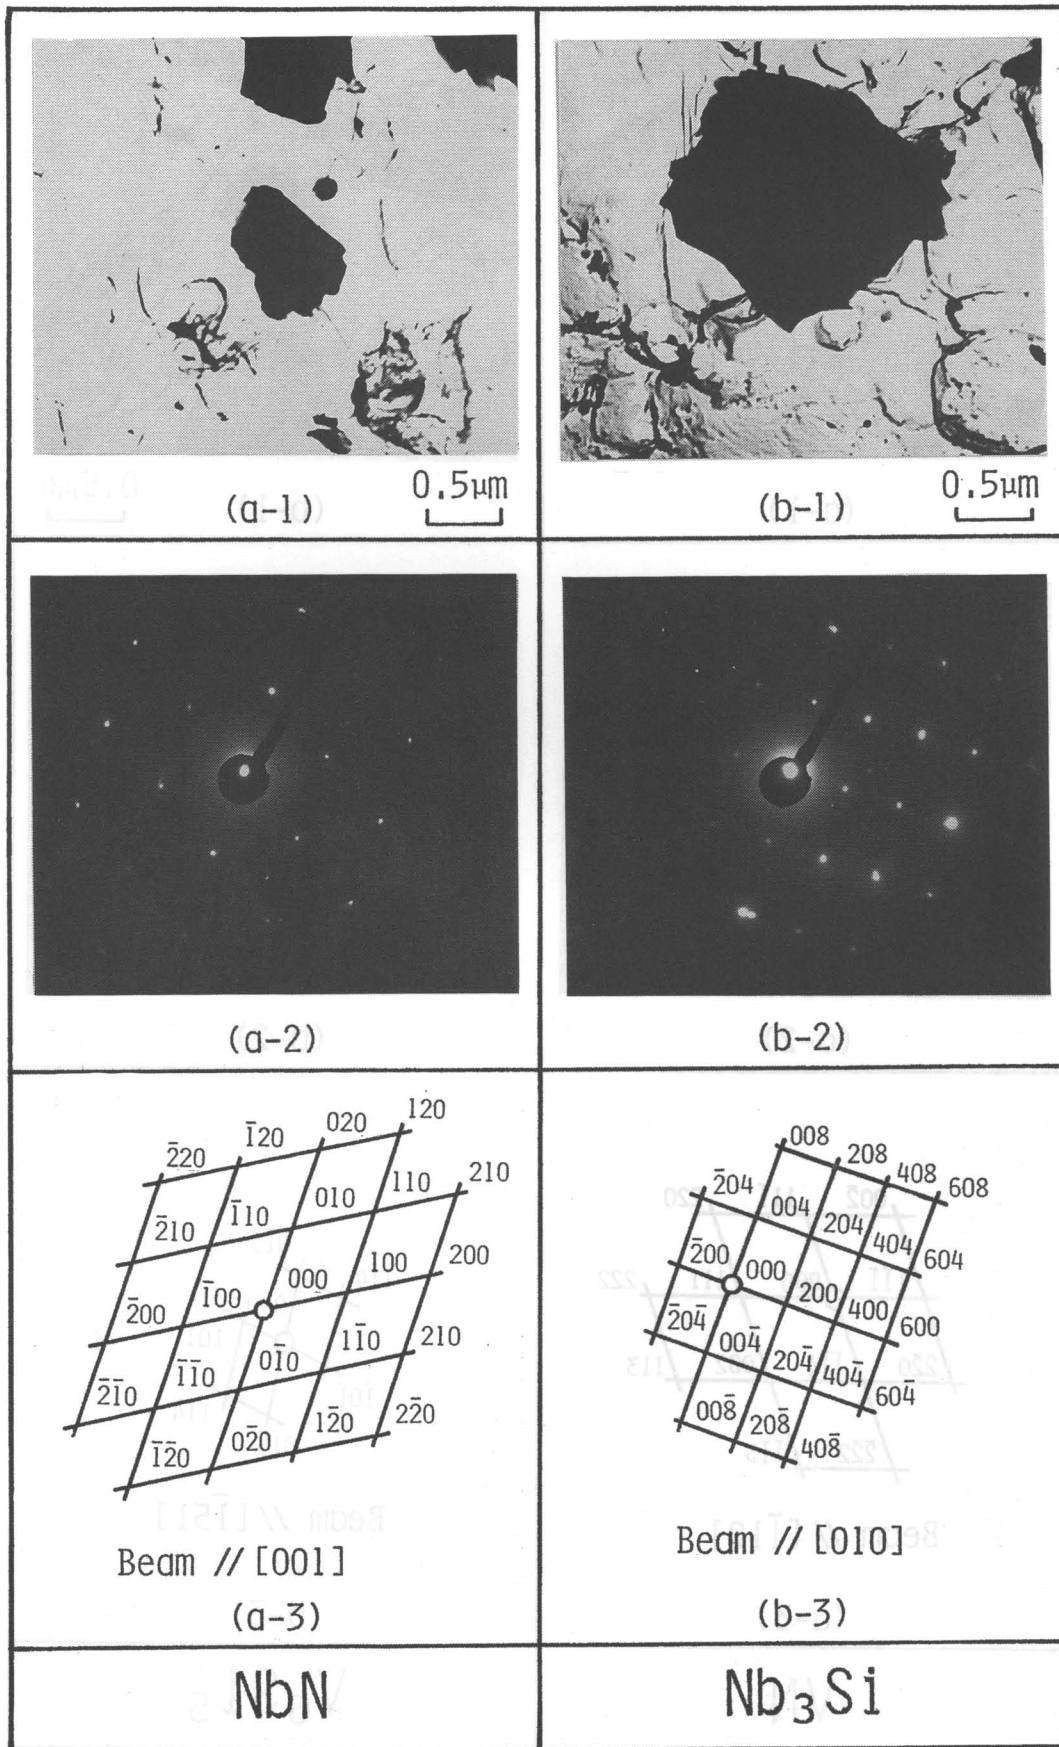 (a-1)
0.5μm
(b-1)
0.5μm
(a-2)
(b-2)
2̅20 1̅20 020 120
2̅10 1̅10 010 110 210
2̅00 1̅00 000 100 200
2̅1̅0 1̅1̅0 01̅0 11̅0 210
1̅2̅0 02̅0 12̅0 22̅0
Beam // [001]
(a-3)
008 208 408 608
2̅04 004 204 404 604
2̅00 000 200 400 600
2̅04̅ 004̅ 204̅ 404̅ 604̅
008̅ 208̅ 408̅
Beam // [010]
(b-3)
NbN
Nb₃Si